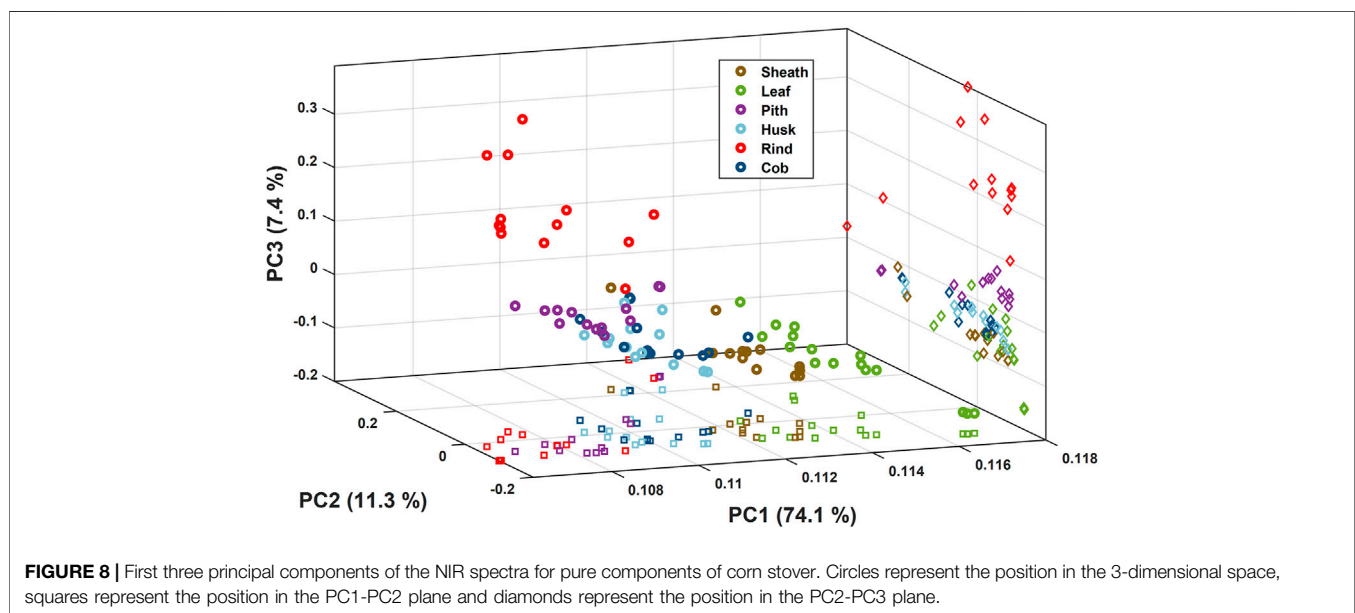 Sheath
Leaf
Pith
Husk
Rind
Cob
0.3
0.2
0.1
0
-0.1
-0.2
PC3 (7.4 %)
0.2
0
-0.2
PC2 (11.3 %)
0.108
0.11
0.112
0.114
0.116
0.118
PC1 (74.1 %)
FIGURE 8 | First three principal components of the NIR spectra for pure components of corn stover. Circles represent the position in the 3-dimensional space,
squares represent the position in the PC1-PC2 plane and diamonds represent the position in the PC2-PC3 plane.